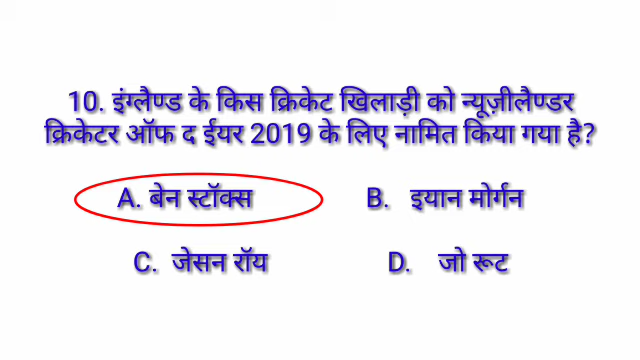 10. इंग्लैण्ड के किस क्रिकेट खिलाड़ी को न्यूज़ीलैण्डर
क्रिकेटर ऑफ द ईयर 2019 के लिए नामित किया गया है?
A. बेन स्टॉक्स B. इयान मोर्गन
C. जेसन रॉय D. जो रूट